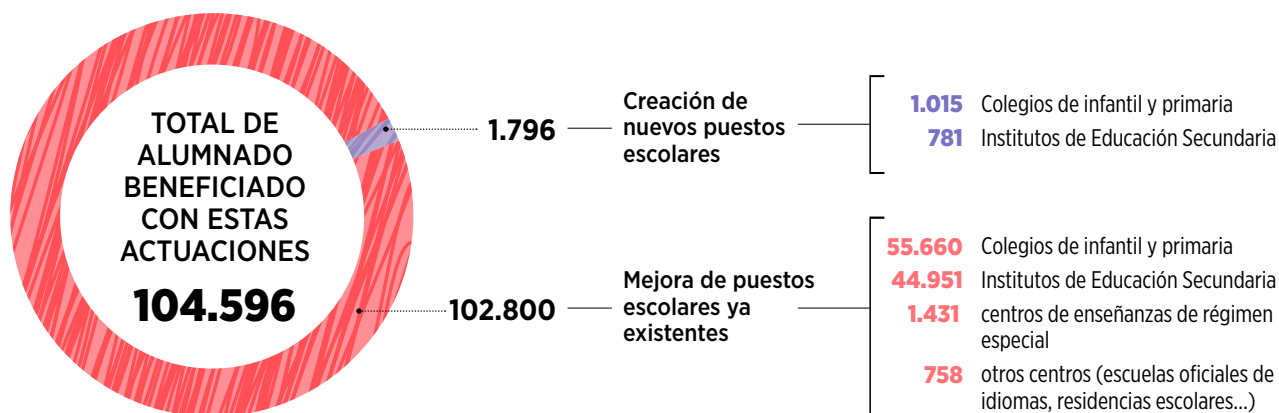 TOTAL DE
ALUMNADO
BENEFICIADO
CON ESTAS
ACTUACIONES
104.596
1.796
Creación de
nuevos puestos
escolares
1.015 Colegios de infantil y primaria
781 Institutos de Educación Secundaria
102.800
Mejora de puestos
escolares ya
existentes
55.660 Colegios de infantil y primaria
44.951 Institutos de Educación Secundaria
1.431 centros de enseñanzas de régimen
especial
758 otros centros (escuelas oficiales de
idiomas, residencias escolares...)